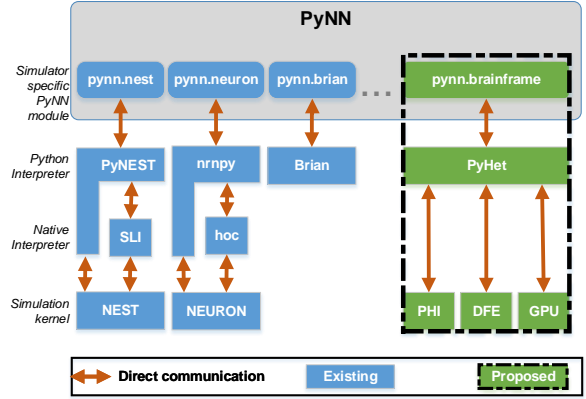 PyNN
Simulator
specific
PyNN
module
pynn.nest
pynn.neuron
pynn.brian
...
pynn.brainframe
Python
Interpreter
PyNEST
nrnpy
Brian
PyHet
Native
Interpreter
SLI
hoc
Simulation
kernel
NEST
NEURON
PHI
DFE
GPU
Direct communication
Existing
Proposed